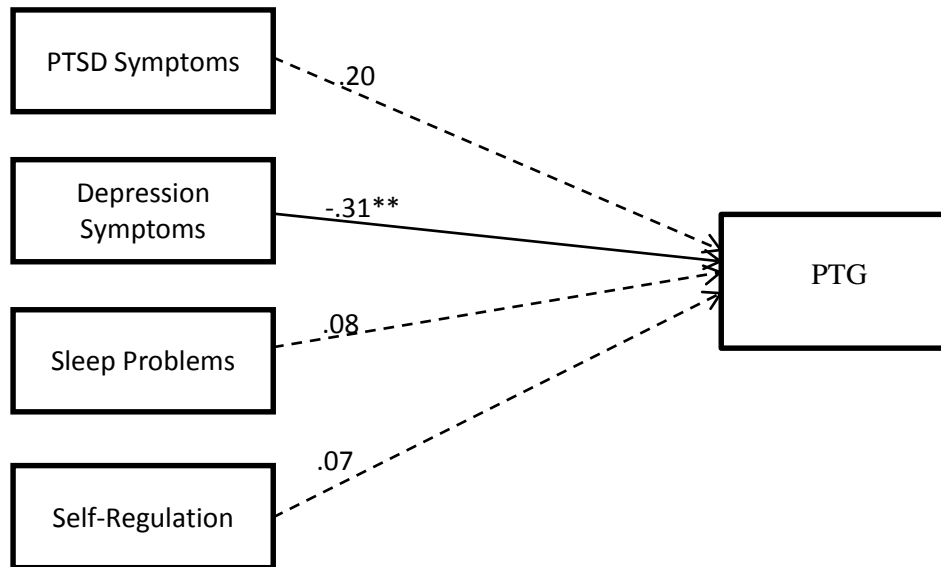 PTSD Symptoms
.20
Depression
Symptoms
-.31**
PTG
.08
Sleep Problems
.07
Self-Regulation